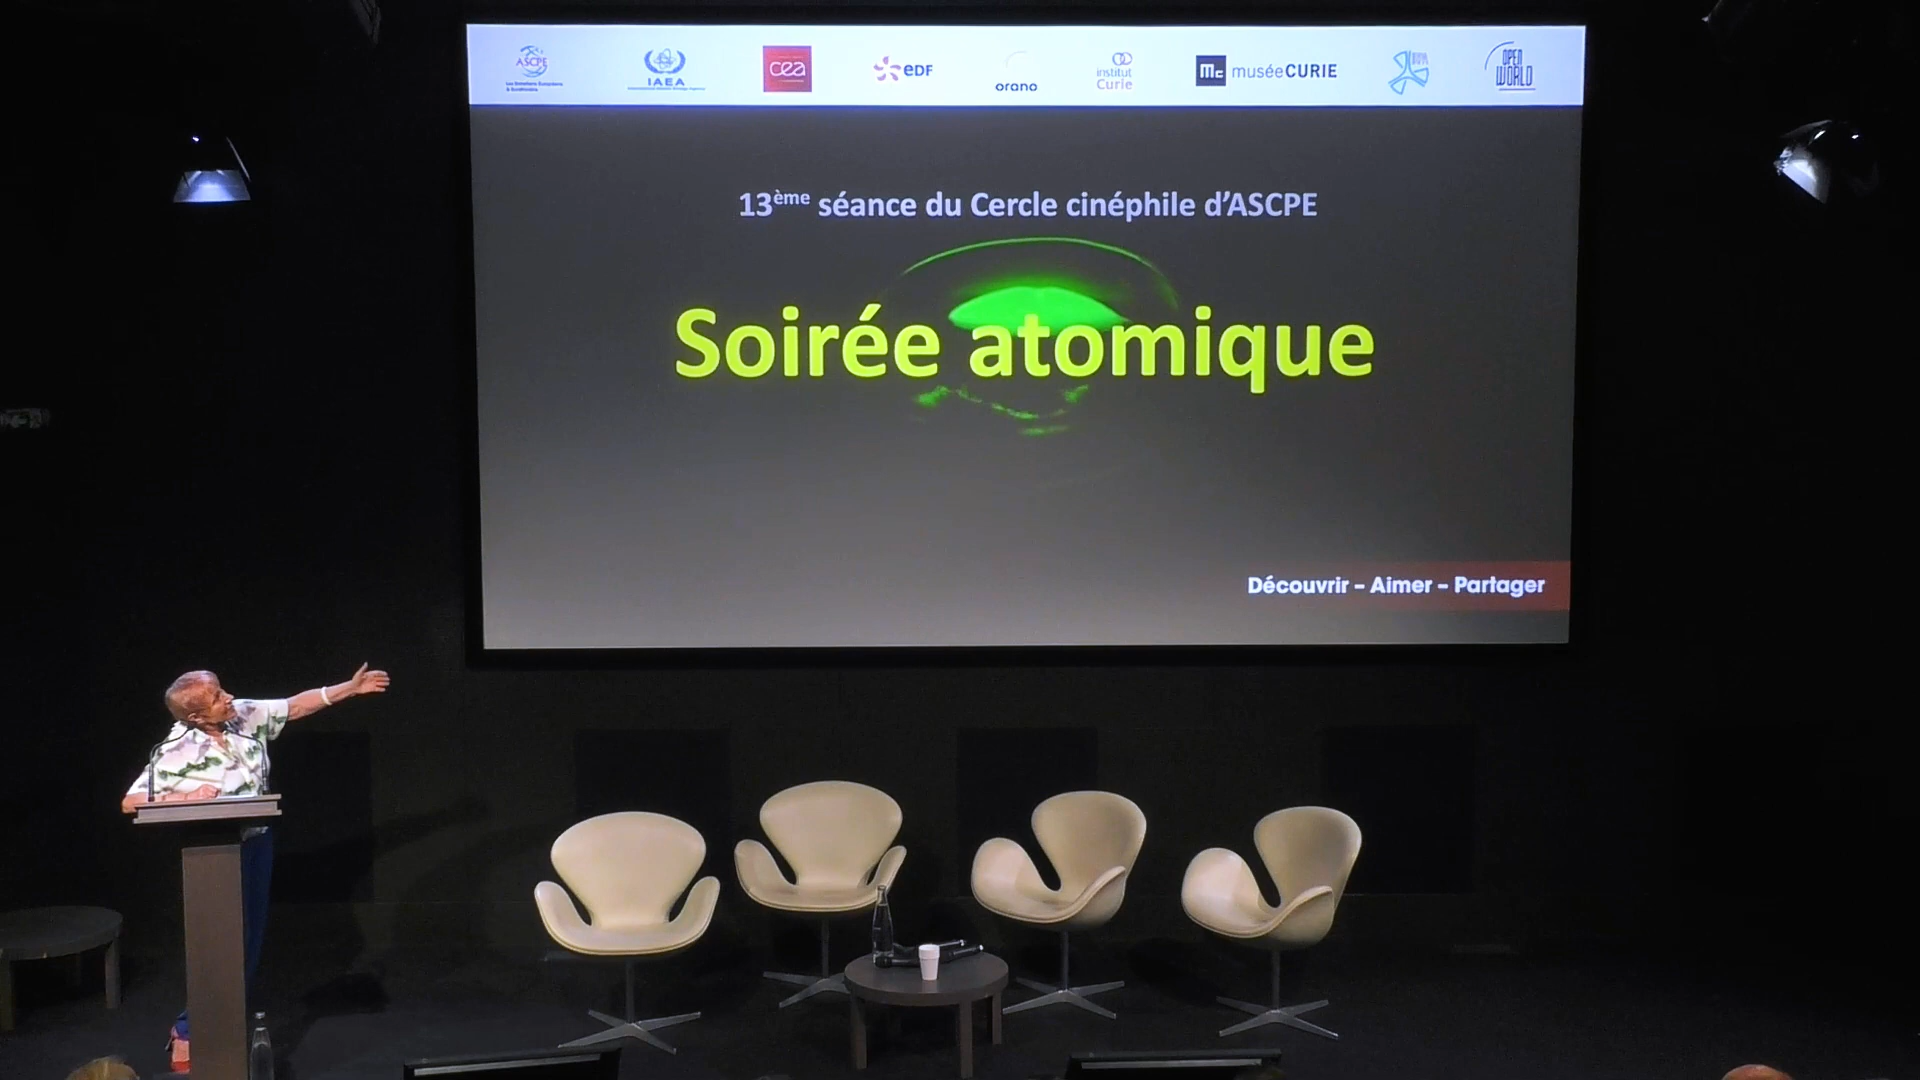 ASCPE
IAEA
cea
eDF
orano
institut
Curie
Mc muséeCURIE
OPEN
WORLD
13ème séance du Cercle cinéphile d'ASCPE
Soirée atomique
Découvrir – Aimer – Partager